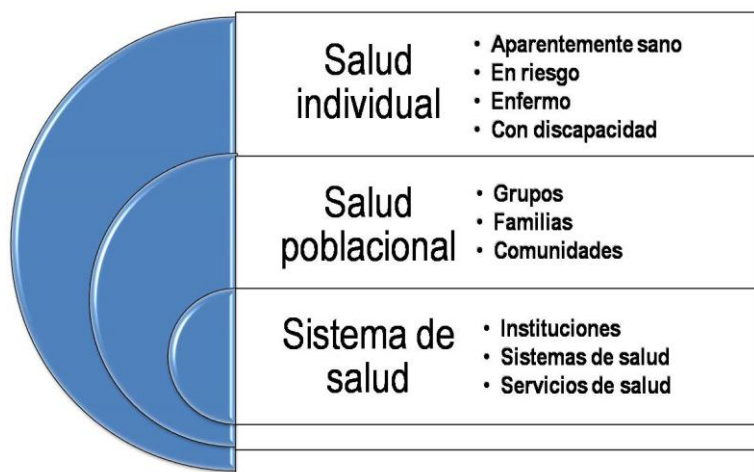 Salud
individual
• Aparentemente sano
• En riesgo
• Enfermo
• Con discapacidad
Salud
poblacional
• Grupos
• Familias
• Comunidades
Sistema de
salud
• Instituciones
• Sistemas de salud
• Servicios de salud